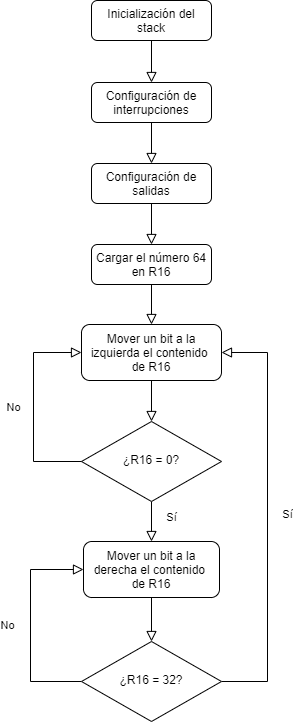 Inicialización del
stack
Configuración de
interrupciones
Configuración de
salidas
Cargar el número 64
en R16
Mover un bit a la
izquierda el contenido
de R16
No
¿R16 = 0?
Sí
Sí
Mover un bit a la
derecha el contenido
de R16
No
¿R16 = 32?